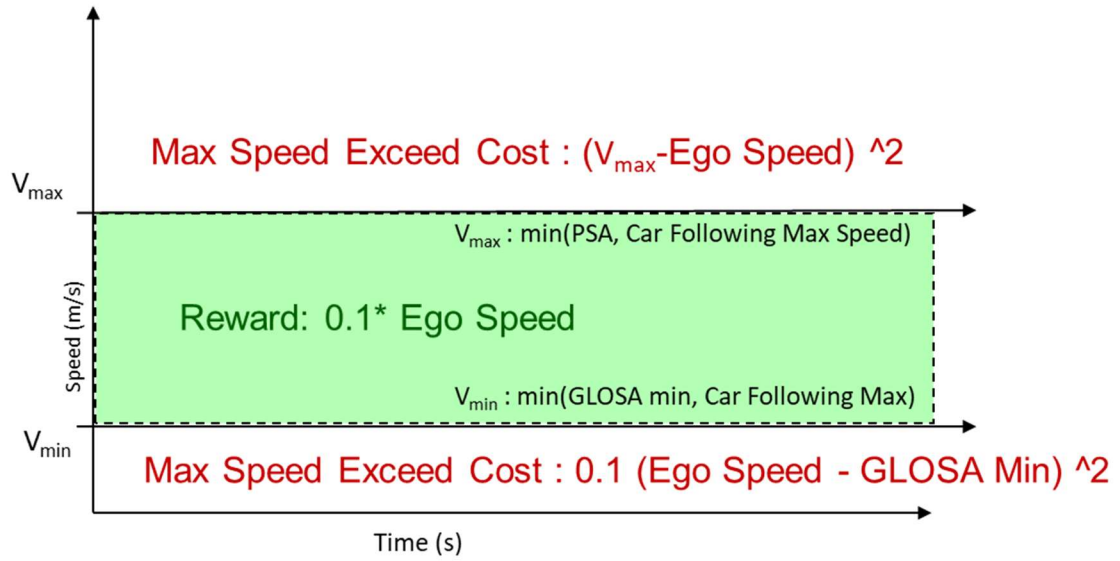 Max Speed Exceed Cost : (Vmax-Ego Speed) ^2
Vmax
Vmax : min(PSA, Car Following Max Speed)
Speed (m/s)
Reward: 0.1* Ego Speed
Vmin : min(GLOSA min, Car Following Max)
Vmin
Max Speed Exceed Cost : 0.1 (Ego Speed - GLOSA Min) ^2
Time (s)